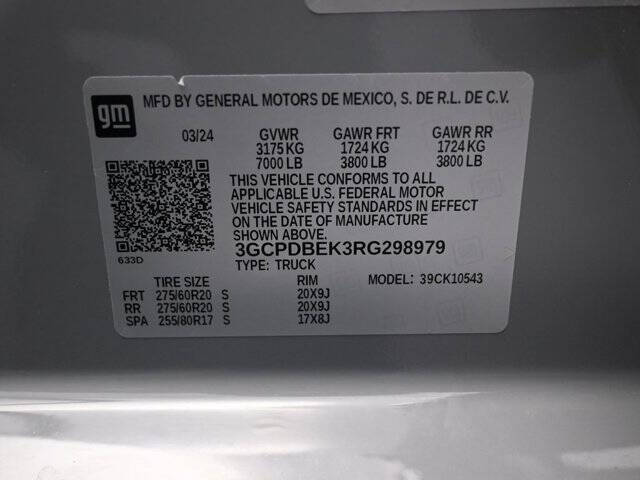 gm
MFD BY GENERAL MOTORS DE MEXICO, S. DE R.L. DE C.V.
03/24 GVWR GAWR FRT GAWR RR
3175 KG 1724 KG 1724 KG
7000 LB 3800 LB 3800 LB
THIS VEHICLE CONFORMS TO ALL
APPLICABLE U.S. FEDERAL MOTOR
VEHICLE SAFETY STANDARDS IN EFFECT
ON THE DATE OF MANUFACTURE
SHOWN ABOVE.
633D
3GCPDBEK3RG298979
TYPE: TRUCK MODEL: 39CK10543
TIRE SIZE RIM
FRT 275/60R20 S 20X9J
RR 275/60R20 S 20X9J
SPA 255/80R17 S 17X8J